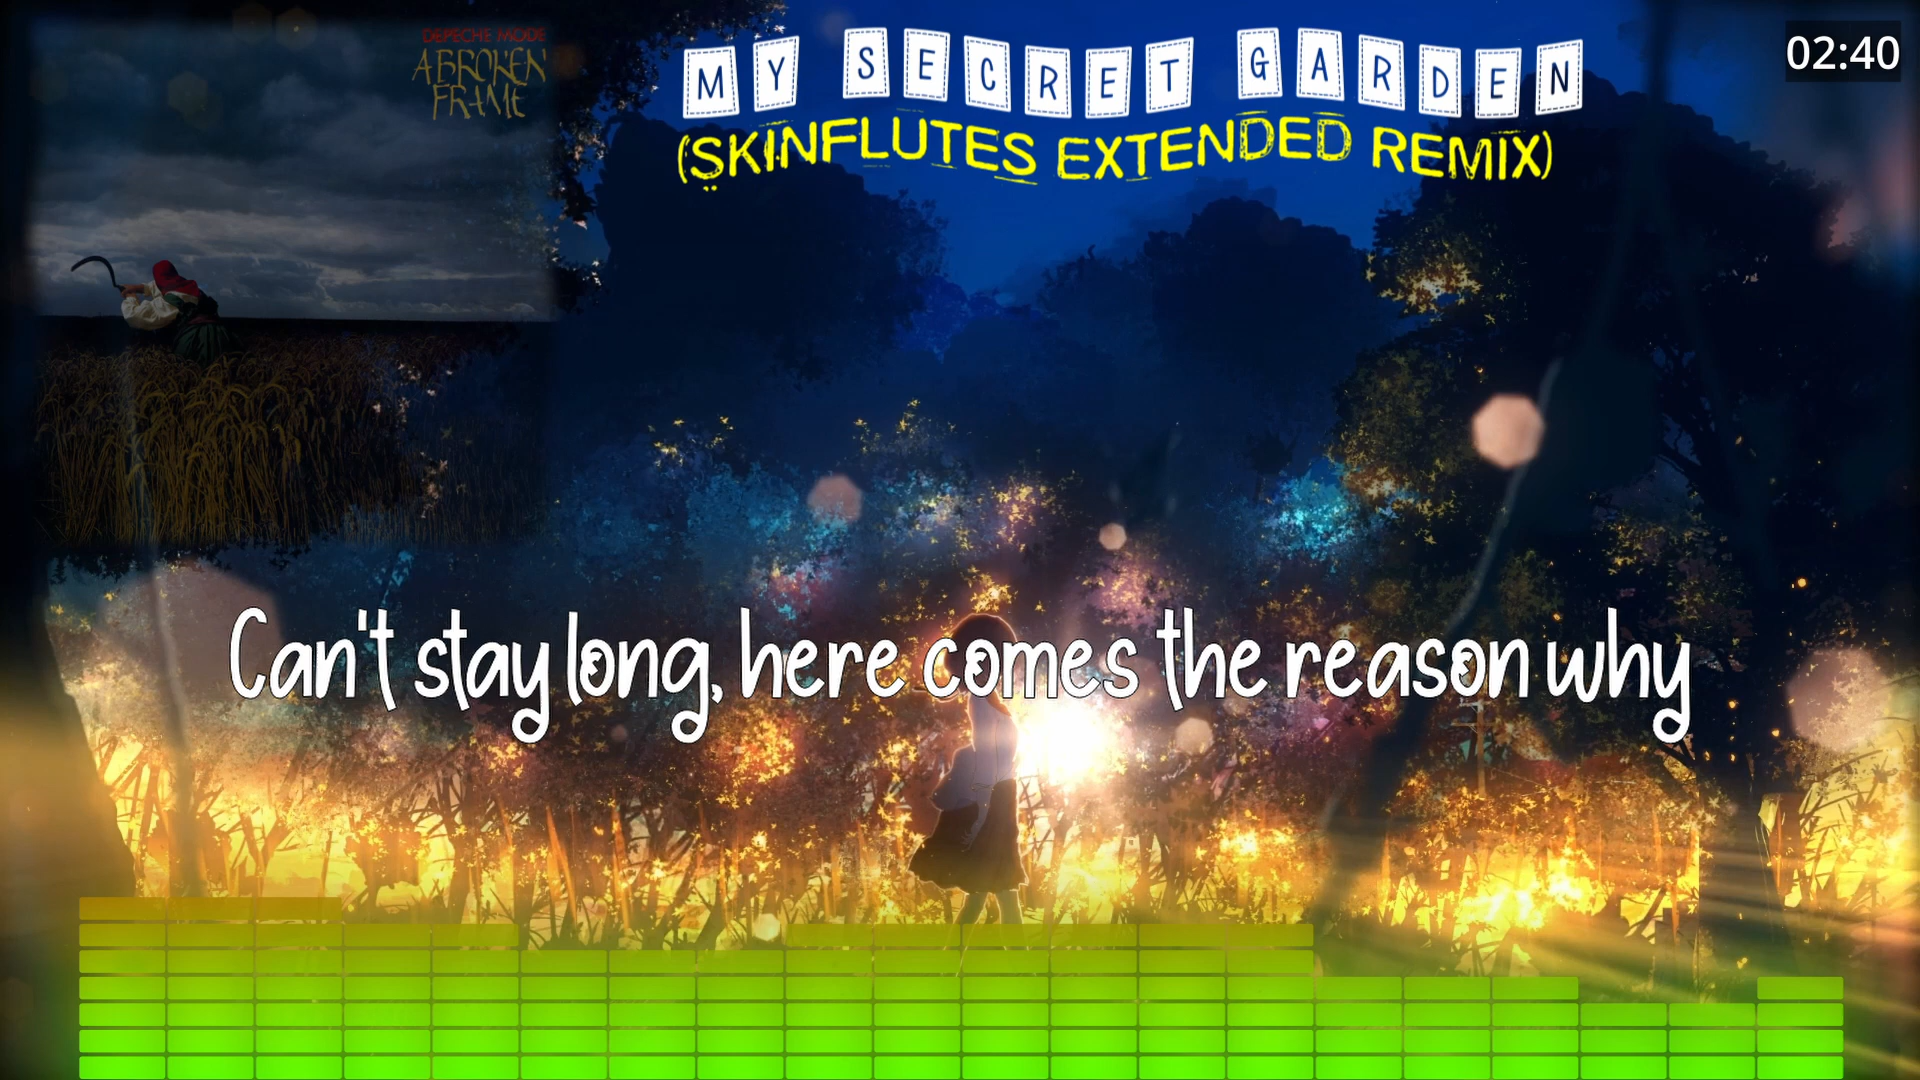 DEPECHE MODE
A BROKEN
FRAME
MY SECRET GARDEN
(SKINFLUTES EXTENDED REMIX)
02:40
Can't stay long, here comes the reason why